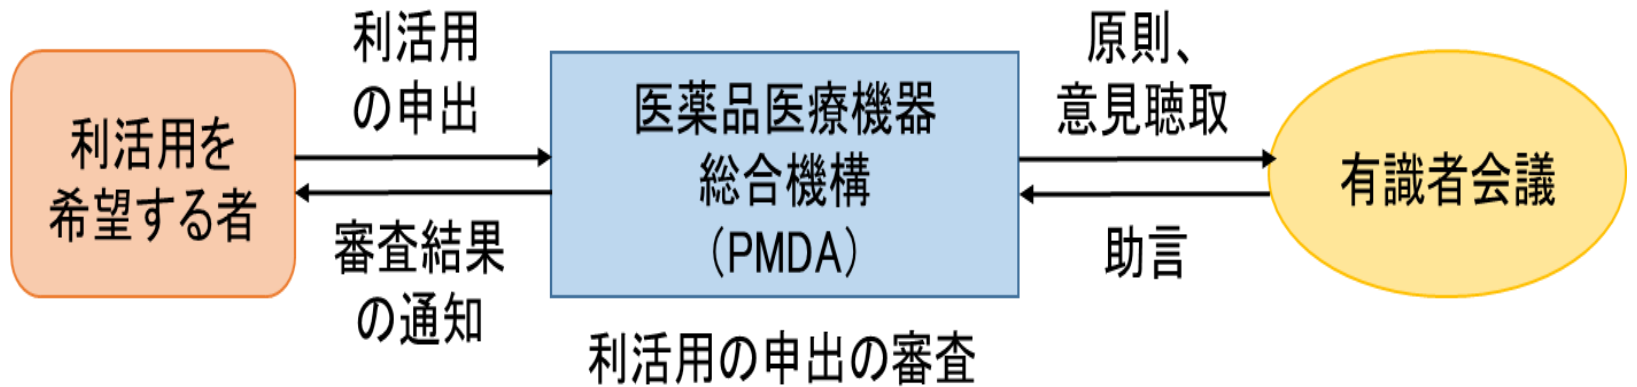 利活用を
希望する者
利活用
の申出
審査結果
の通知
医薬品医療機器
総合機構
（PMDA）
利活用の申出の審査
原則、
意見聴取
助言
有識者会議